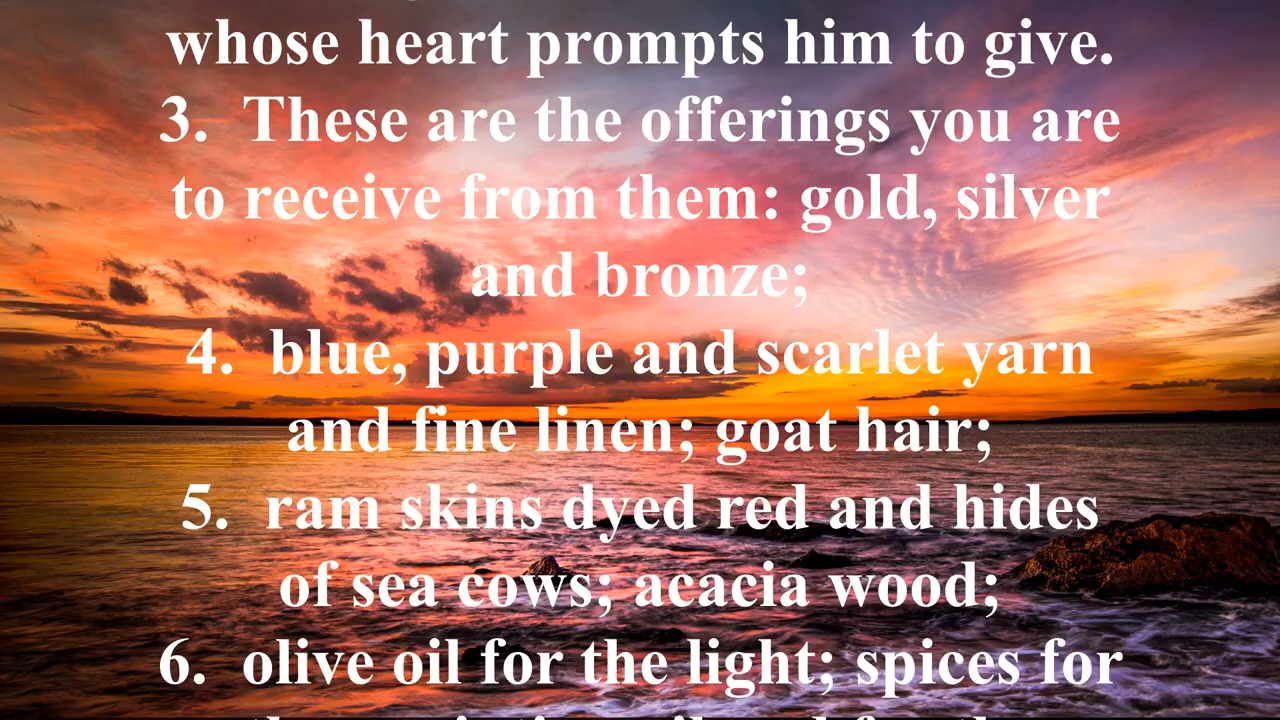 whose heart prompts him to give.
3. These are the offerings you are
to receive from them: gold, silver
and bronze;
4. blue, purple and scarlet yarn
and fine linen; goat hair;
5. ram skins dyed red and hides
of sea cows; acacia wood;
6. olive oil for the light; spices for